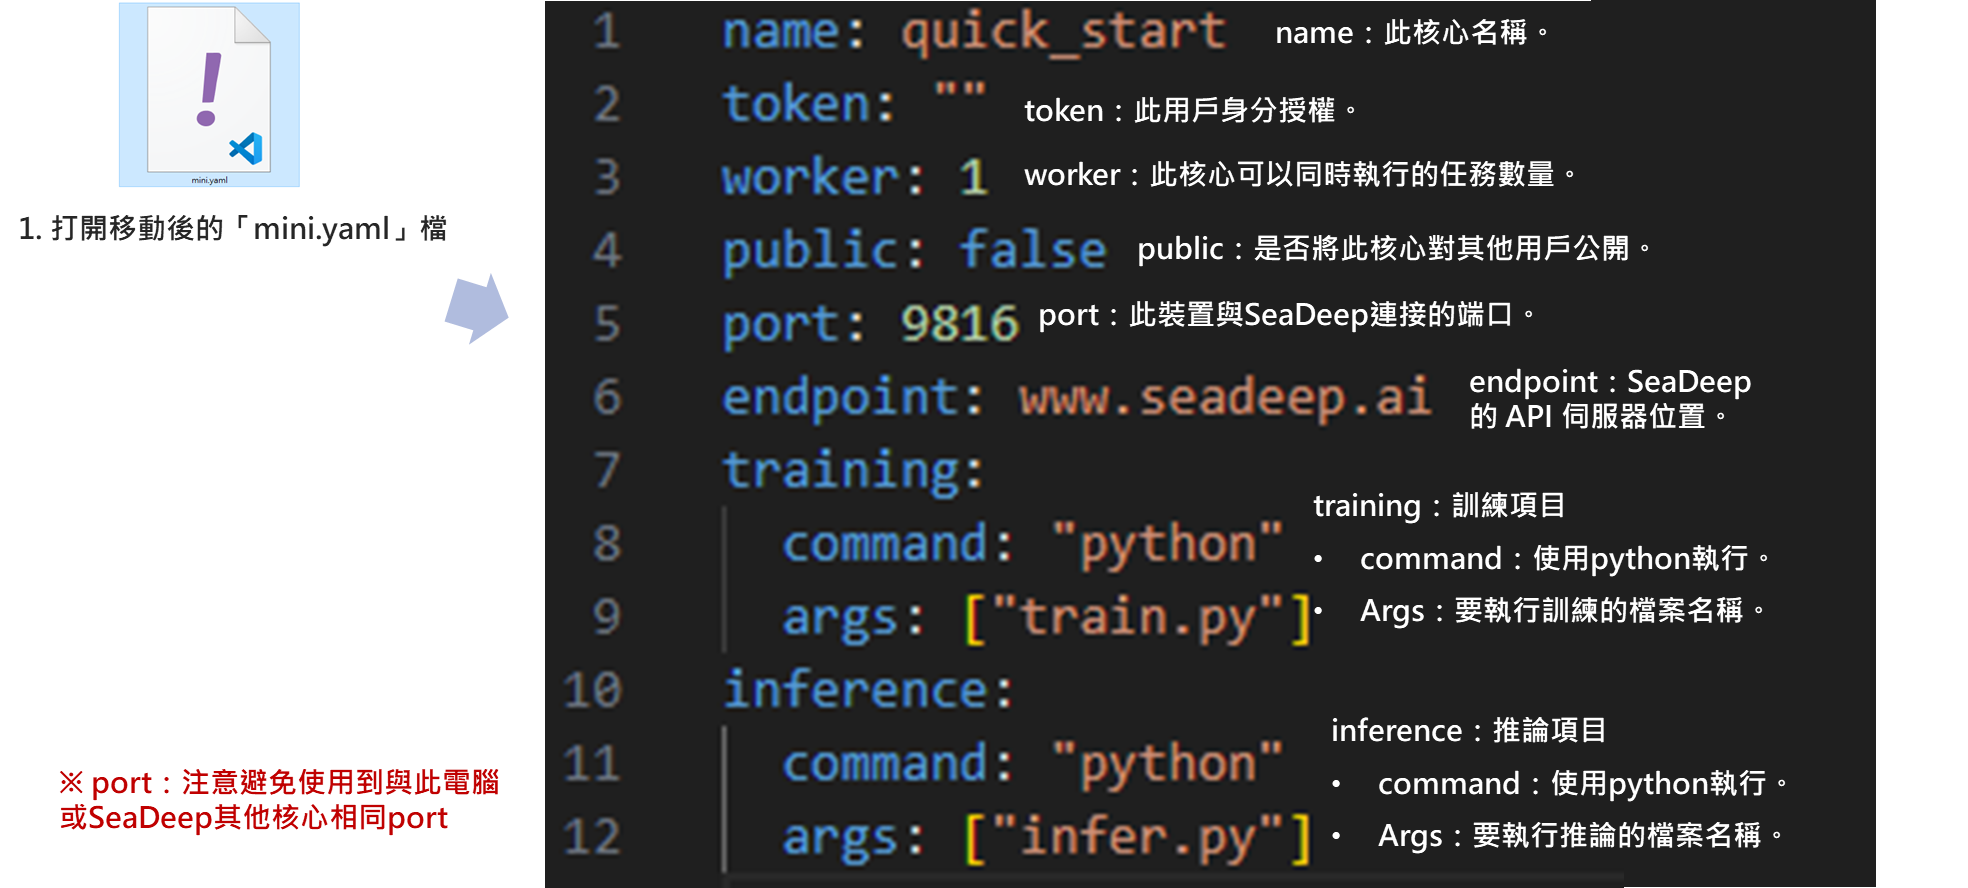 mini.yaml
1. 打開移動後的「mini.yaml」檔
※ port：注意避免使用到與此電腦
或SeaDeep其他核心相同port
1 name: quick_start name：此核心名稱。
2 token: "" token：此用戶身分授權。
3 worker: 1 worker：此核心可以同時執行的任務數量。
4 public: false public：是否將此核心對其他用戶公開。
5 port: 9816 port：此裝置與SeaDeep連接的端口。
6 endpoint: www.seadeep.ai endpoint：SeaDeep
的 API 伺服器位置。
7 training:
training：訓練項目
8 command: "python" • command：使用python執行。
9 args: ["train.py"] • Args：要執行訓練的檔案名稱。
10 inference:
inference：推論項目
11 command: "python" • command：使用python執行。
12 args: ["infer.py"] • Args：要執行推論的檔案名稱。